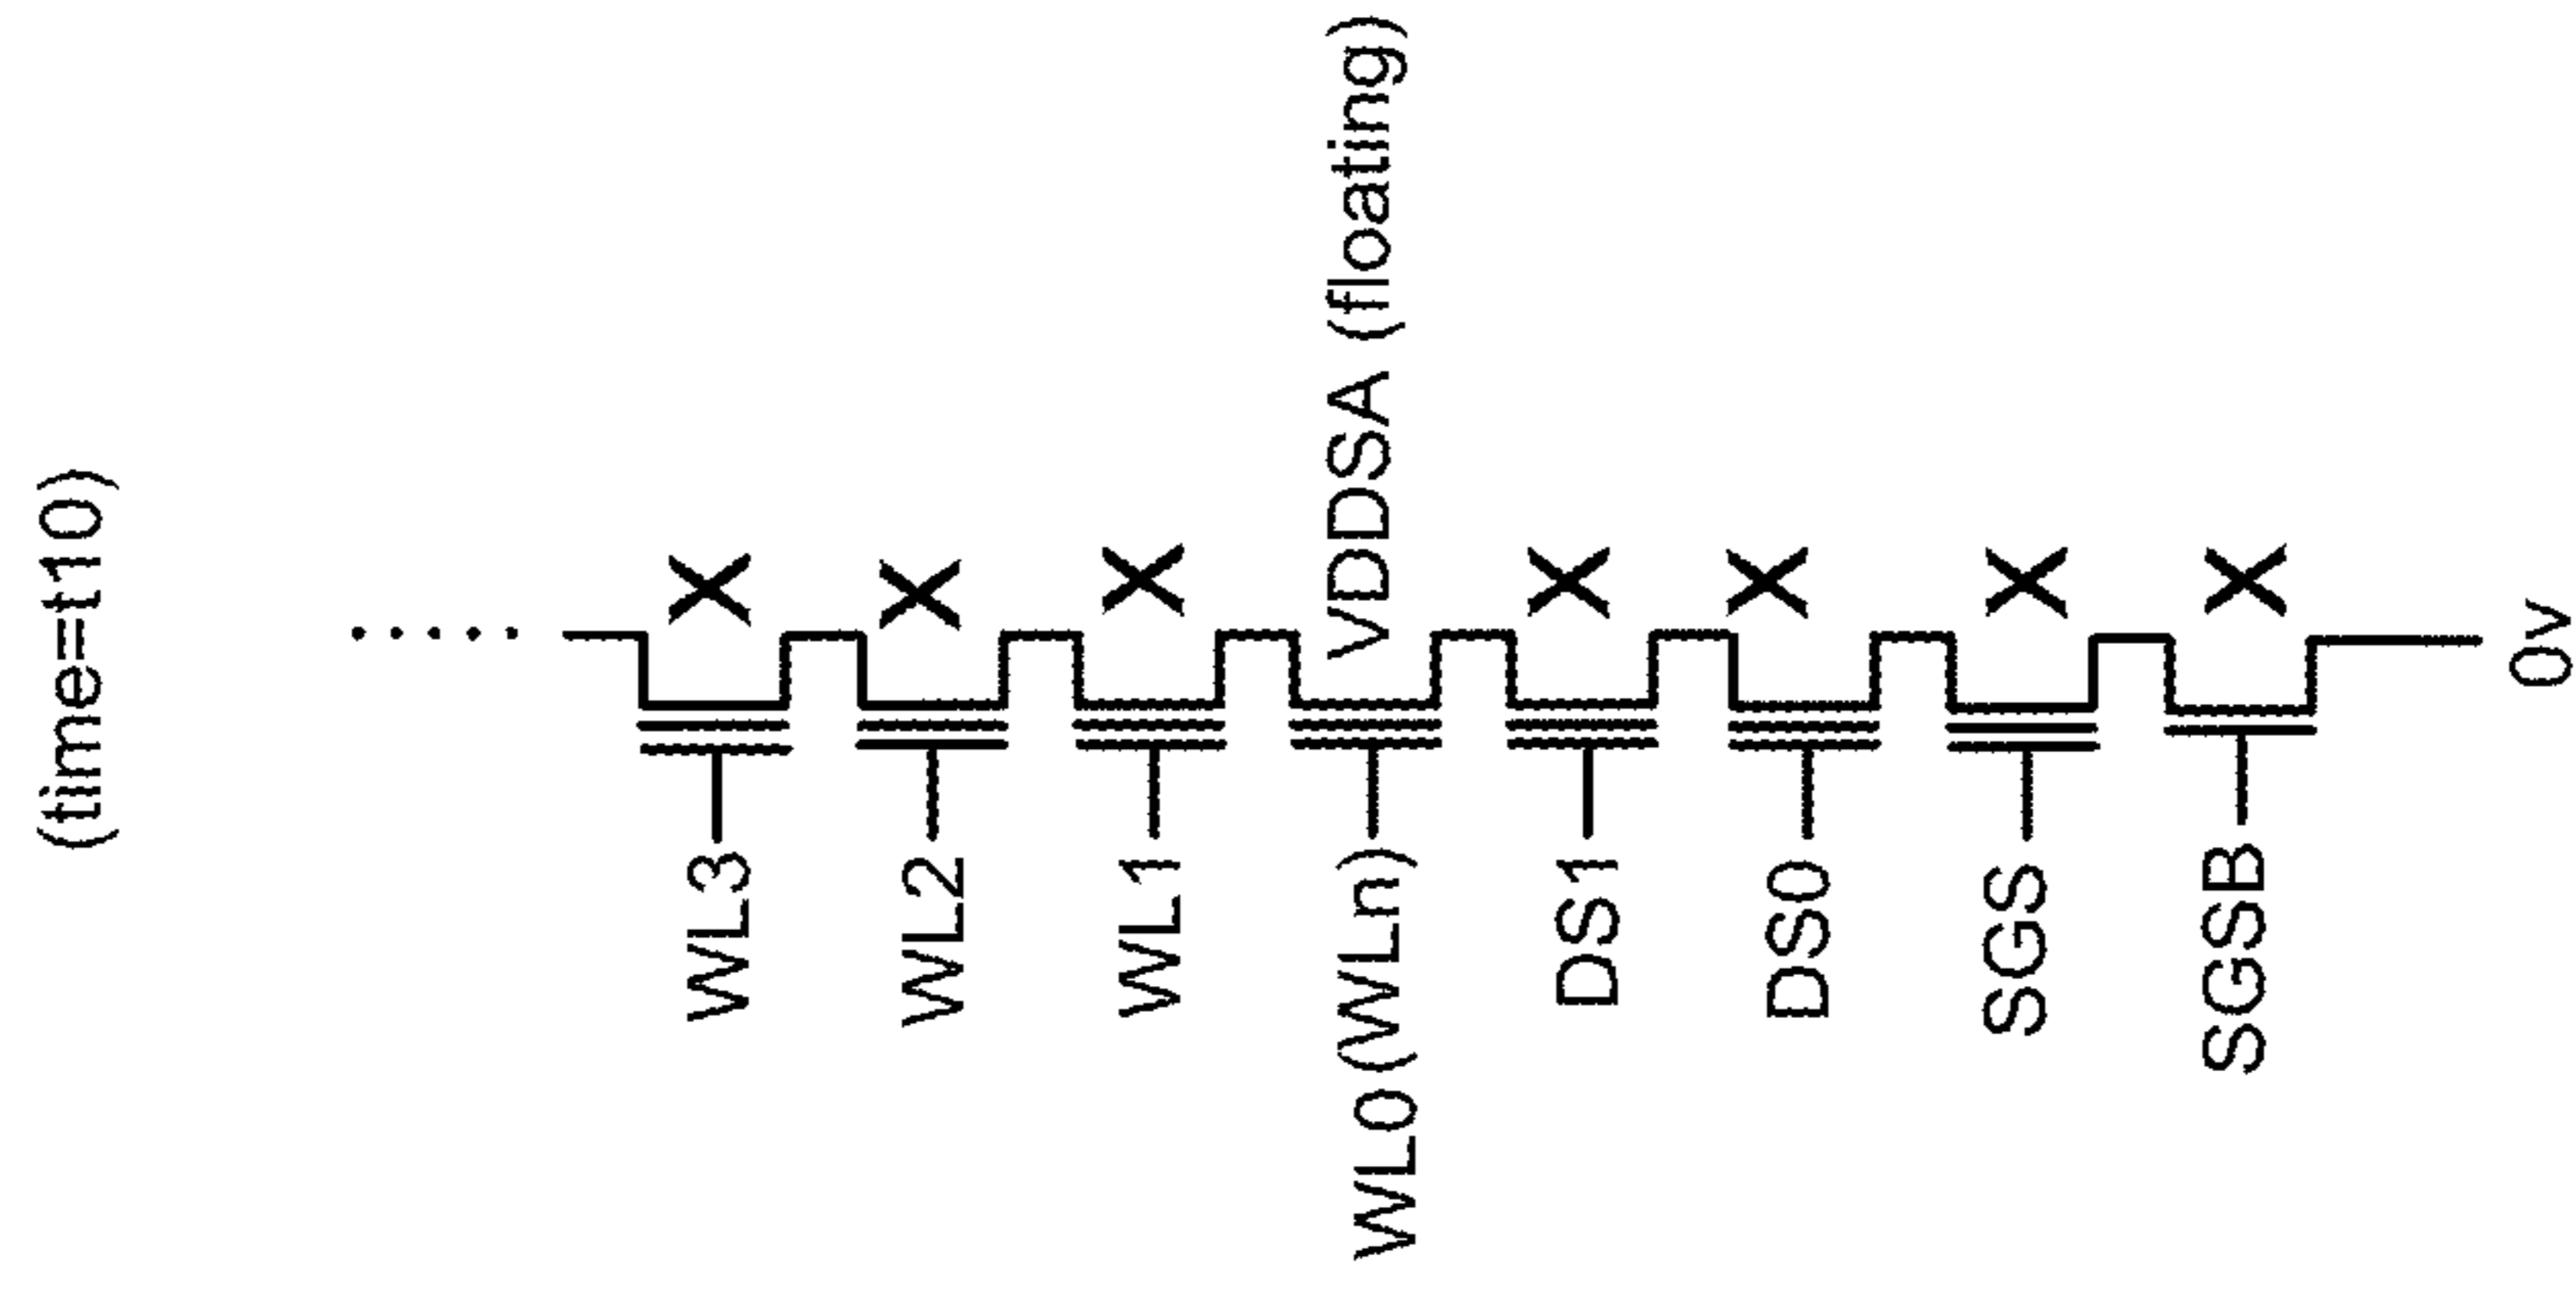 (time=t10)
.....
WL3 X
WL2 X
WL1 X
WL0 (WLn) VDDSA (floating)
DS1 X
DS0 X
SGS X
SGSB X
0v